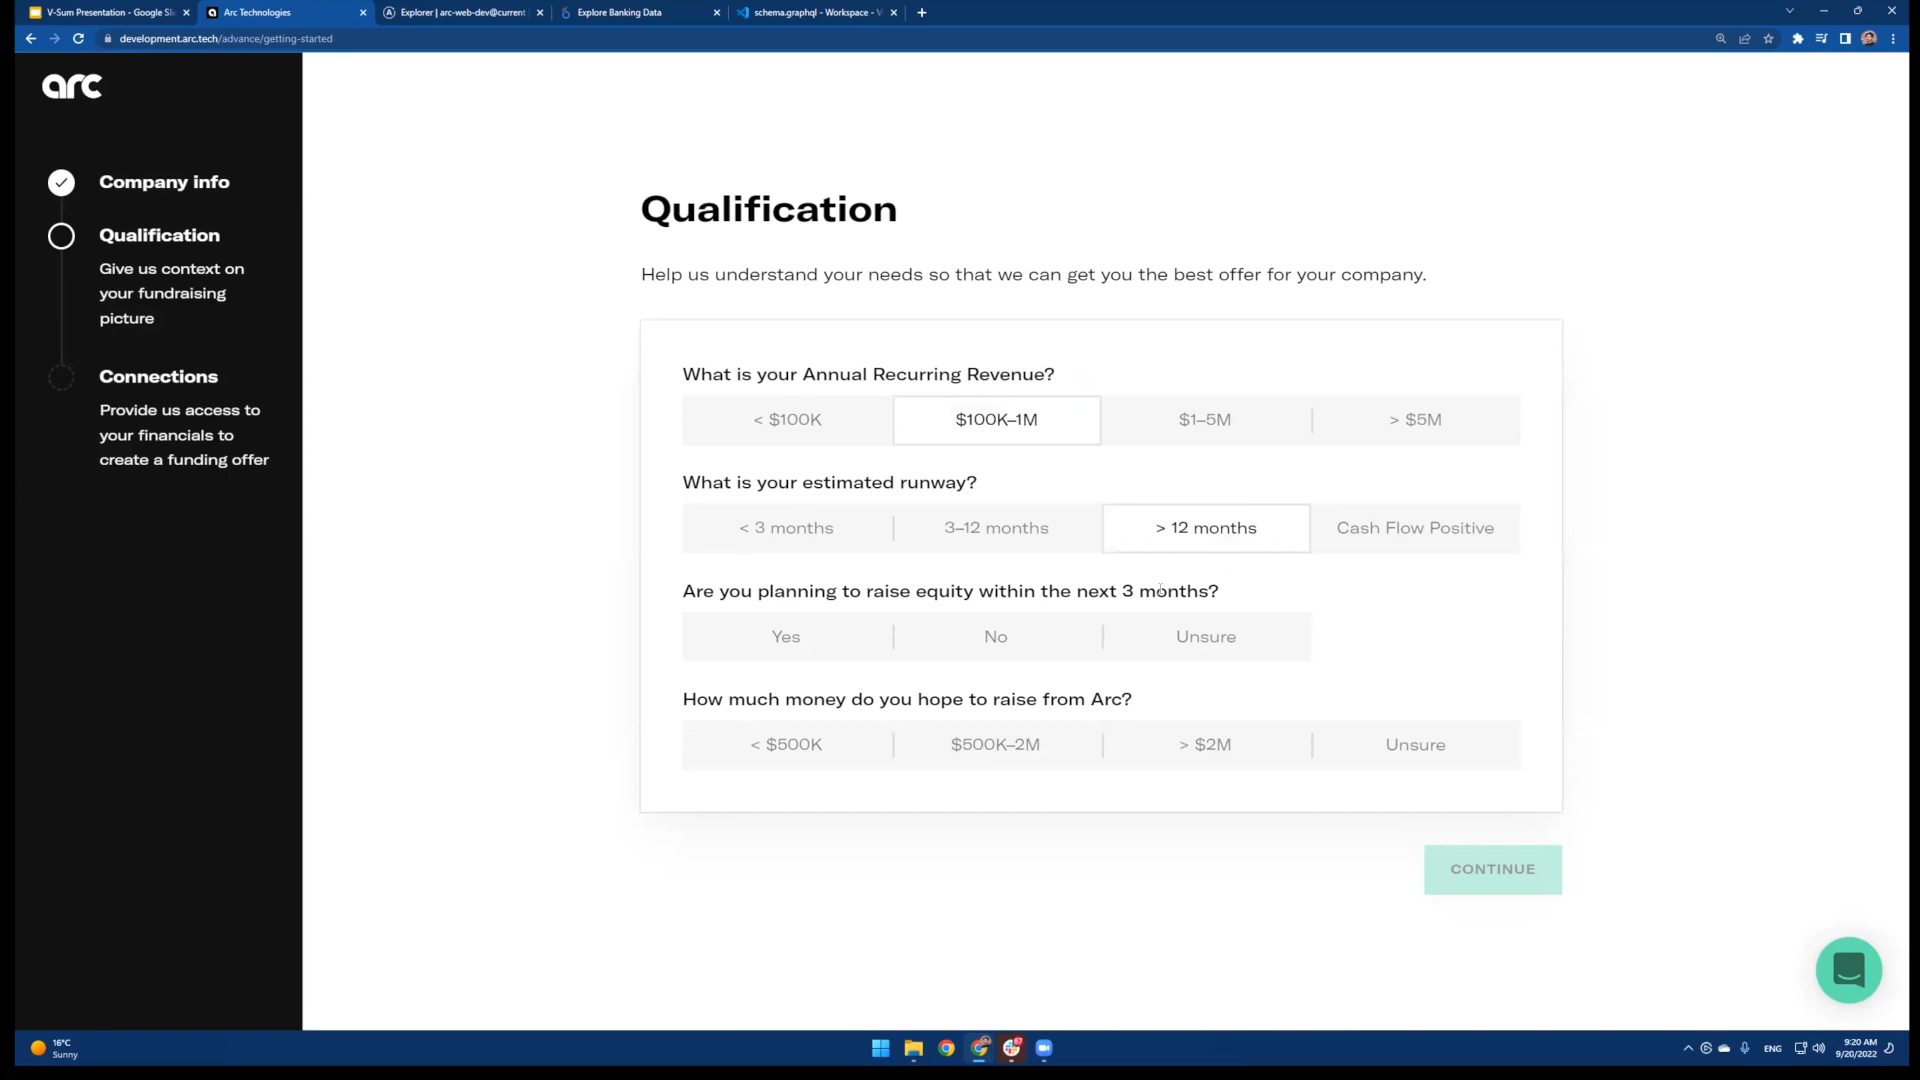 V-Sum Presentation - Google Sli
Arc Technologies
Explorer | arc-web-dev@current
Explore Banking Data
schema.graphql - Workspace - V
development.arc.tech/advance/getting-started
arc
Company info
Qualification
Give us context on
your fundraising
picture
Connections
Provide us access to
your financials to
create a funding offer
Qualification
Help us understand your needs so that we can get you the best offer for your company.
What is your Annual Recurring Revenue?
< $100K $100K–1M $1–5M > $5M
What is your estimated runway?
< 3 months 3–12 months > 12 months Cash Flow Positive
Are you planning to raise equity within the next 3 months?
Yes No Unsure
How much money do you hope to raise from Arc?
< $500K $500K–2M > $2M Unsure
CONTINUE
16°C
Sunny
ENG
9:20 AM
9/20/2022